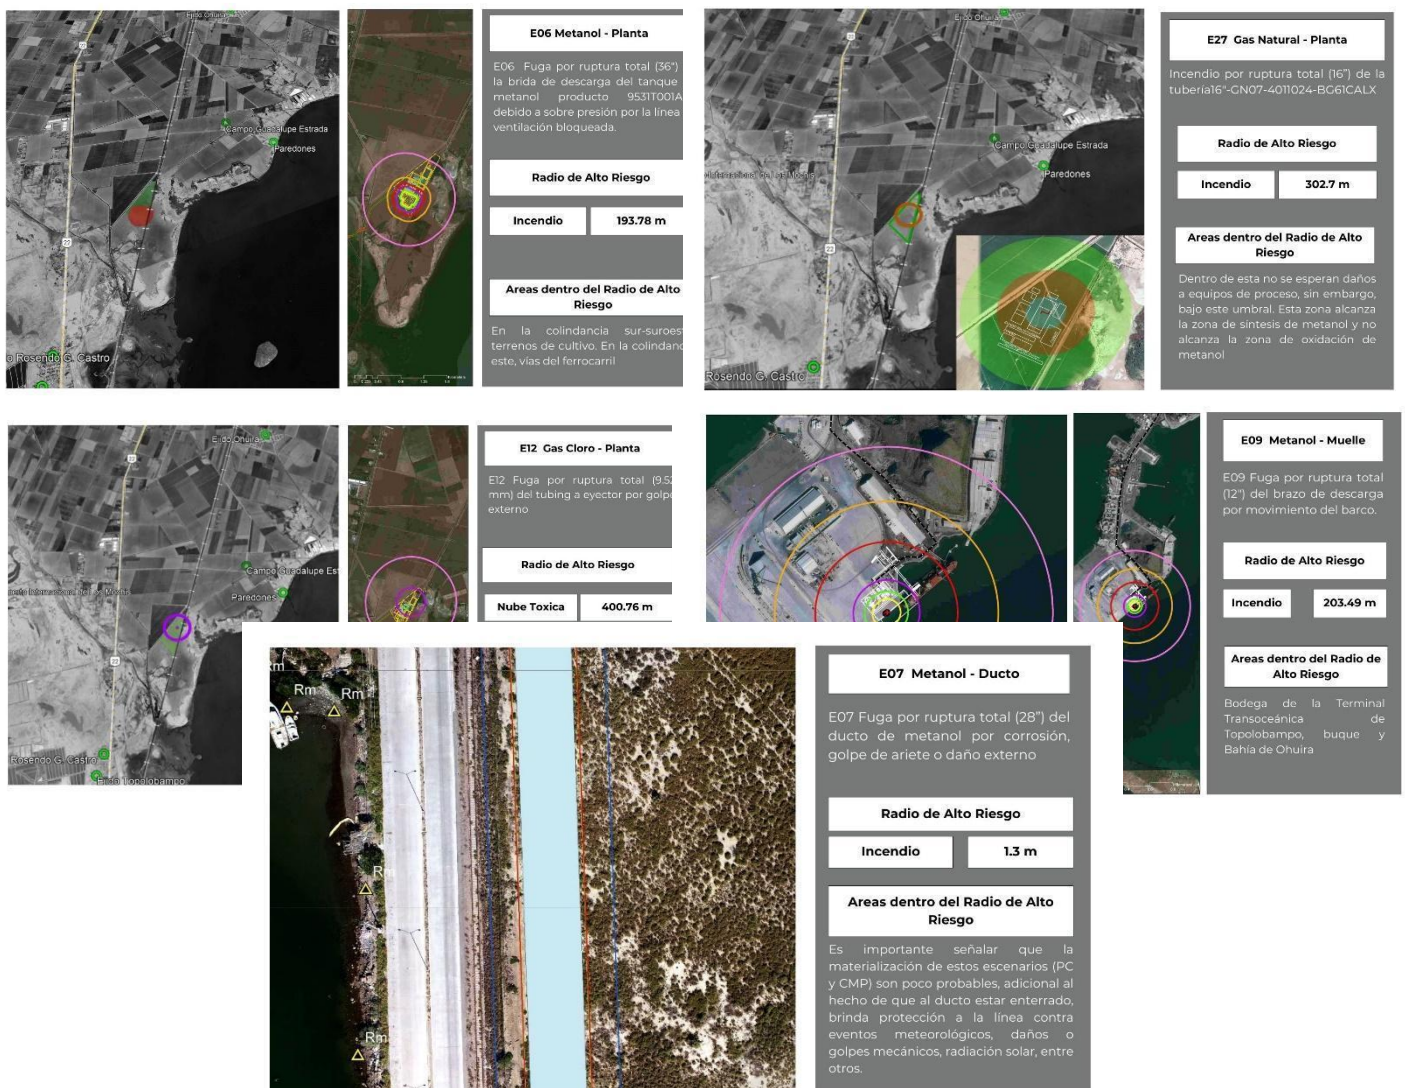 E06 Metanol - Planta
E06 Fuga por ruptura total (36")
la brida de descarga del tanque
metanol producto 9531T001A
debido a sobre presión por la línea
ventilación bloqueada.
Radio de Alto Riesgo
Incendio
193.78 m
Areas dentro del Radio de Alto
Riesgo
En la colindancia sur-suroest
terrenos de cultivo. En la colindanc
este, vías del ferrocarril
Campo Guadalupe Estrada
Paredones
o Rosendo G. Castro
22
E27 Gas Natural - Planta
Incendio por ruptura total (16") de la
tubería16"-GN07-4011024-BG61CALX
Radio de Alto Riesgo
Incendio
302.7 m
Areas dentro del Radio de Alto
Riesgo
Dentro de esta no se esperan daños
a equipos de proceso, sin embargo,
bajo este umbral. Esta zona alcanza
la zona de síntesis de metanol y no
alcanza la zona de oxidación de
metanol
Campo Guadalupe Estrada
Paredones
Rosendo G. Castro
E12 Gas Cloro - Planta
E12 Fuga por ruptura total (9.52
mm) del tubing a eyector por golpe
externo
Radio de Alto Riesgo
Nube Toxica
400.76 m
Ejido Ohuira
Campo Guadalupe Est
Paredones
Rosendo G. Castro
Ejido Topolobampo
E09 Metanol - Muelle
E09 Fuga por ruptura total
(12") del brazo de descarga
por movimiento del barco.
Radio de Alto Riesgo
Incendio
203.49 m
Areas dentro del Radio de
Alto Riesgo
Bodega de la Terminal
Transoceánica de
Topolobampo, buque y
Bahía de Ohuira
E07 Metanol - Ducto
E07 Fuga por ruptura total (28") del
ducto de metanol por corrosión,
golpe de ariete o daño externo
Radio de Alto Riesgo
Incendio
1.3 m
Areas dentro del Radio de Alto
Riesgo
Es importante señalar que la
materialización de estos escenarios (PC
y CMP) son poco probables, adicional al
hecho de que al ducto estar enterrado,
brinda protección a la línea contra
eventos meteorológicos, daños o
golpes mecánicos, radiación solar, entre
otros.
Rm
Rm
Rm
Rm
Rm